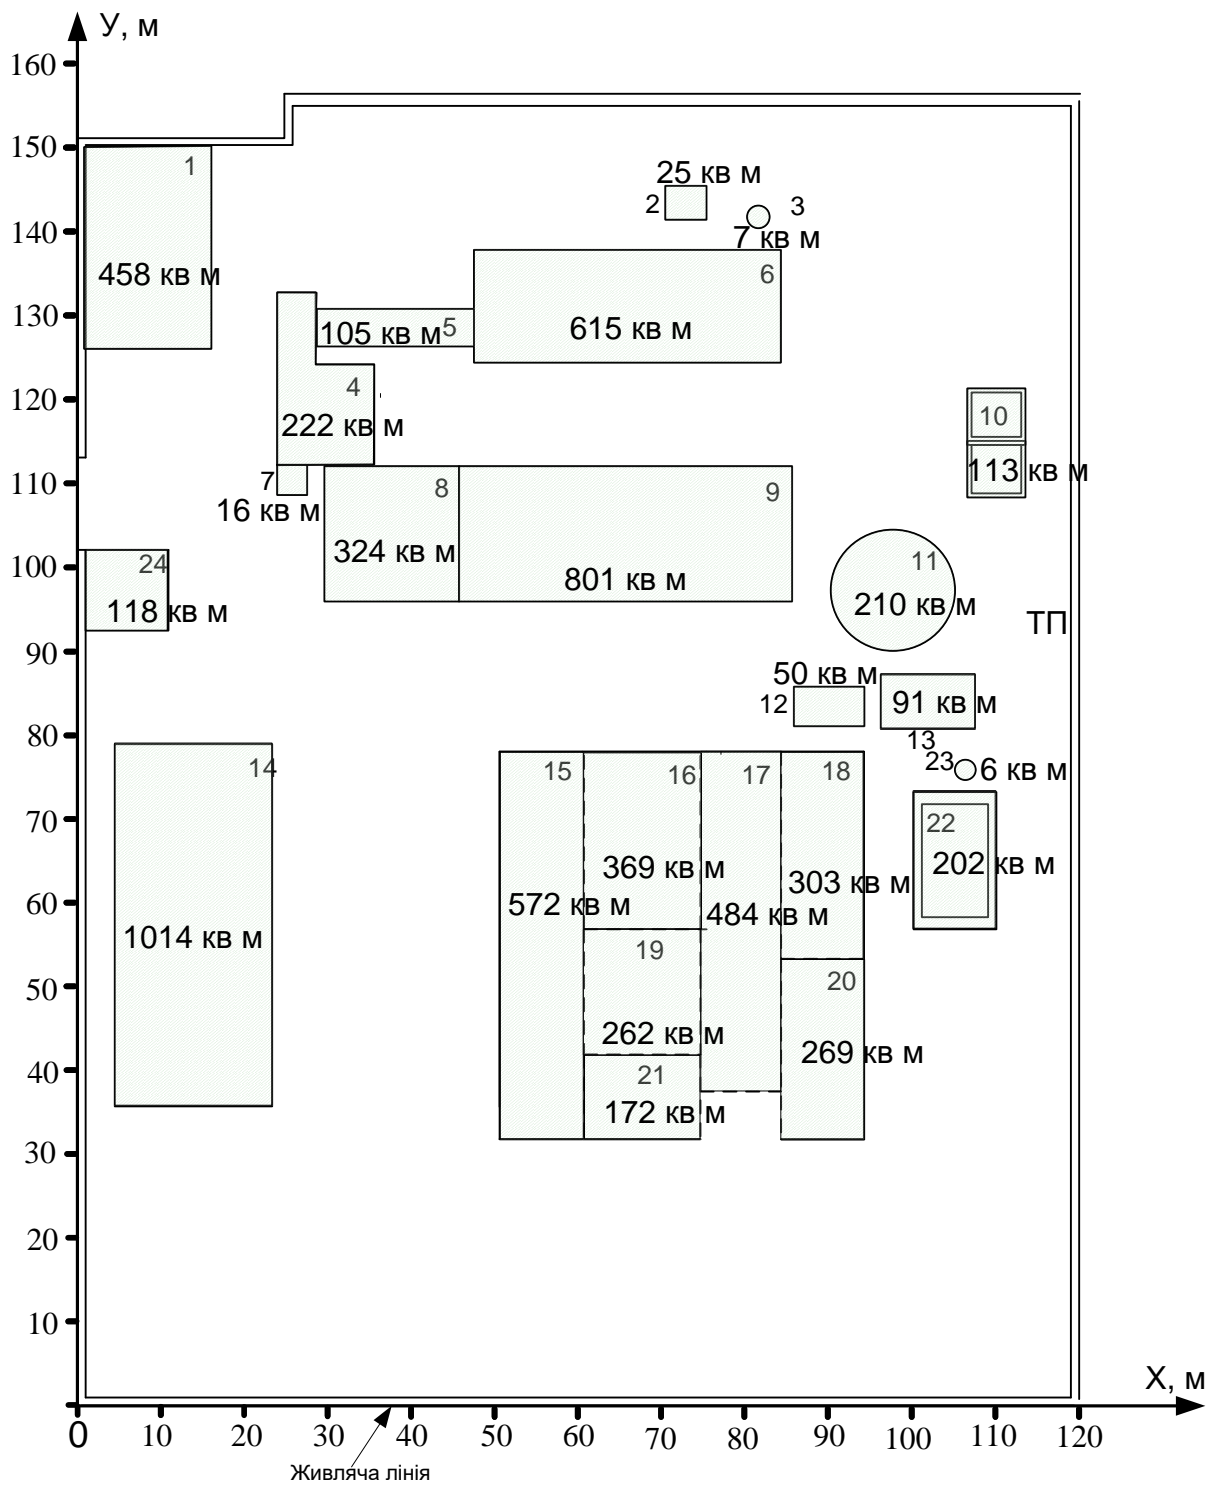 У, м
160
150
1
25 кв м
2
3
140
7 кв м
458 кв м
6
130
105 кв м
5
615 кв м
120
4
222 кв м
10
113 кв м
110
7
16 кв м
8
9
324 кв м
801 кв м
100
24
118 кв м
11
210 кв м
ТП
90
50 кв м
12
91 кв м
13
80
23
6 кв м
14
15
16
17
18
70
22
202 кв м
369 кв м
303 кв м
572 кв м
484 кв м
60
1014 кв м
19
50
20
262 кв м
269 кв м
40
21
172 кв м
30
20
10
Х, м
0
10
20
30
40
50
60
70
80
90
100
110
120
Живляча лінія